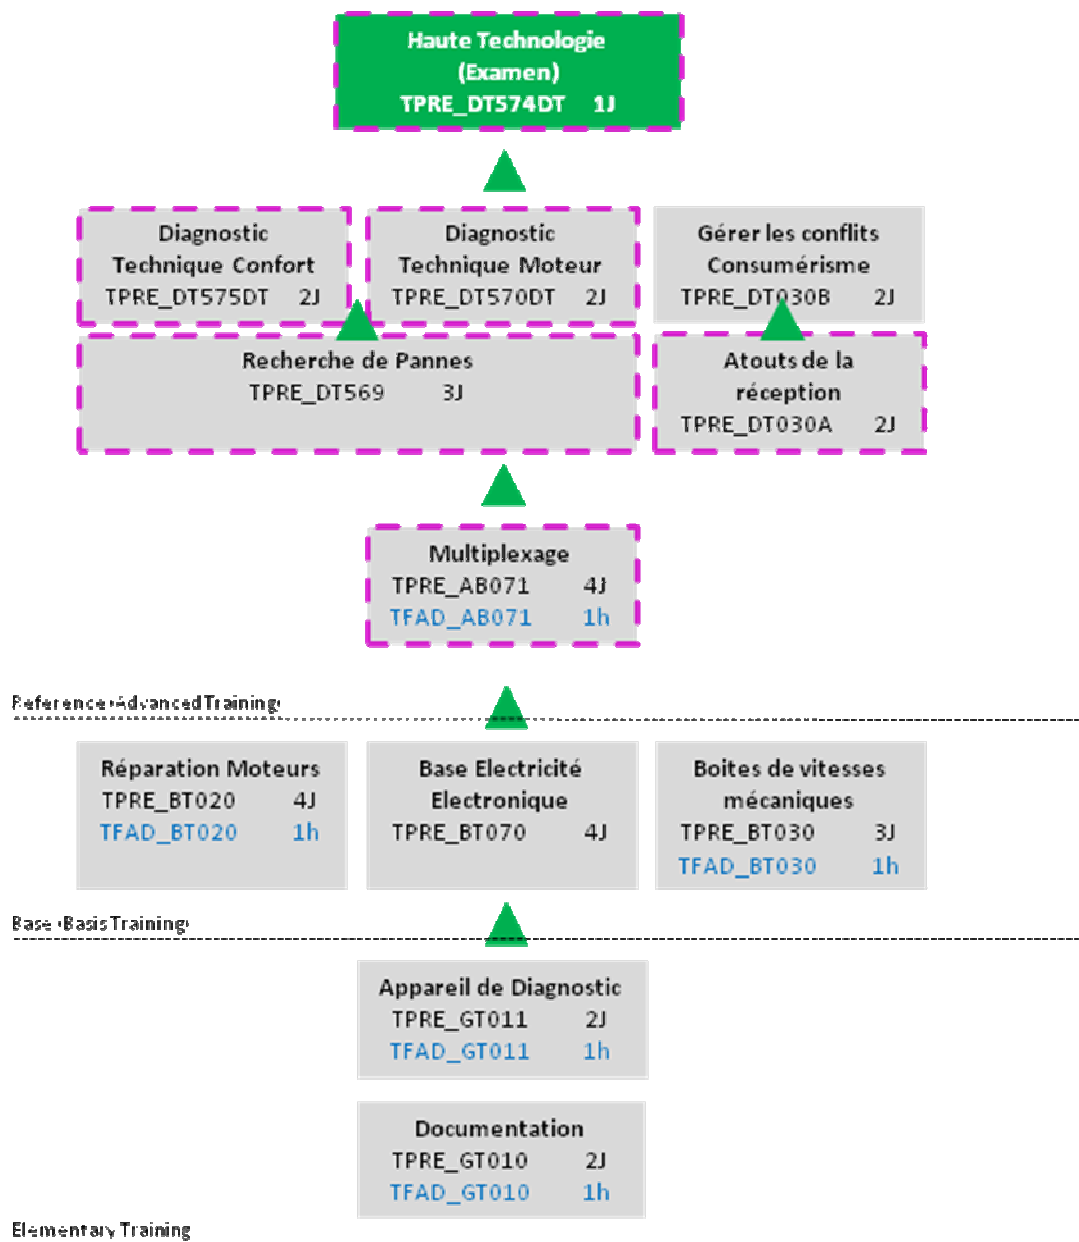 Haute Technologie
(Examen)
TPRE_DT574DT 1J
Diagnostic
Technique Confort
TPRE_DT575DT 2J
Diagnostic
Technique Moteur
TPRE_DT570DT 2J
Gérer les conflits
Consumérisme
TPRE_DT030B 2J
Recherche de Pannes
TPRE_DT569 3J
Atouts de la
réception
TPRE_DT030A 2J
Multiplexage
TPRE_AB071 4J
TFAD_AB071 1h
Reference (Advanced Training)
Réparation Moteurs
TPRE_BT020 4J
TFAD_BT020 1h
Base Electricité
Electronique
TPRE_BT070 4J
Boites de vitesses
mécaniques
TPRE_BT030 3J
TFAD_BT030 1h
Base (Basis Training)
Appareil de Diagnostic
TPRE_GT011 2J
TFAD_GT011 1h
Documentation
TPRE_GT010 2J
TFAD_GT010 1h
Elementary Training